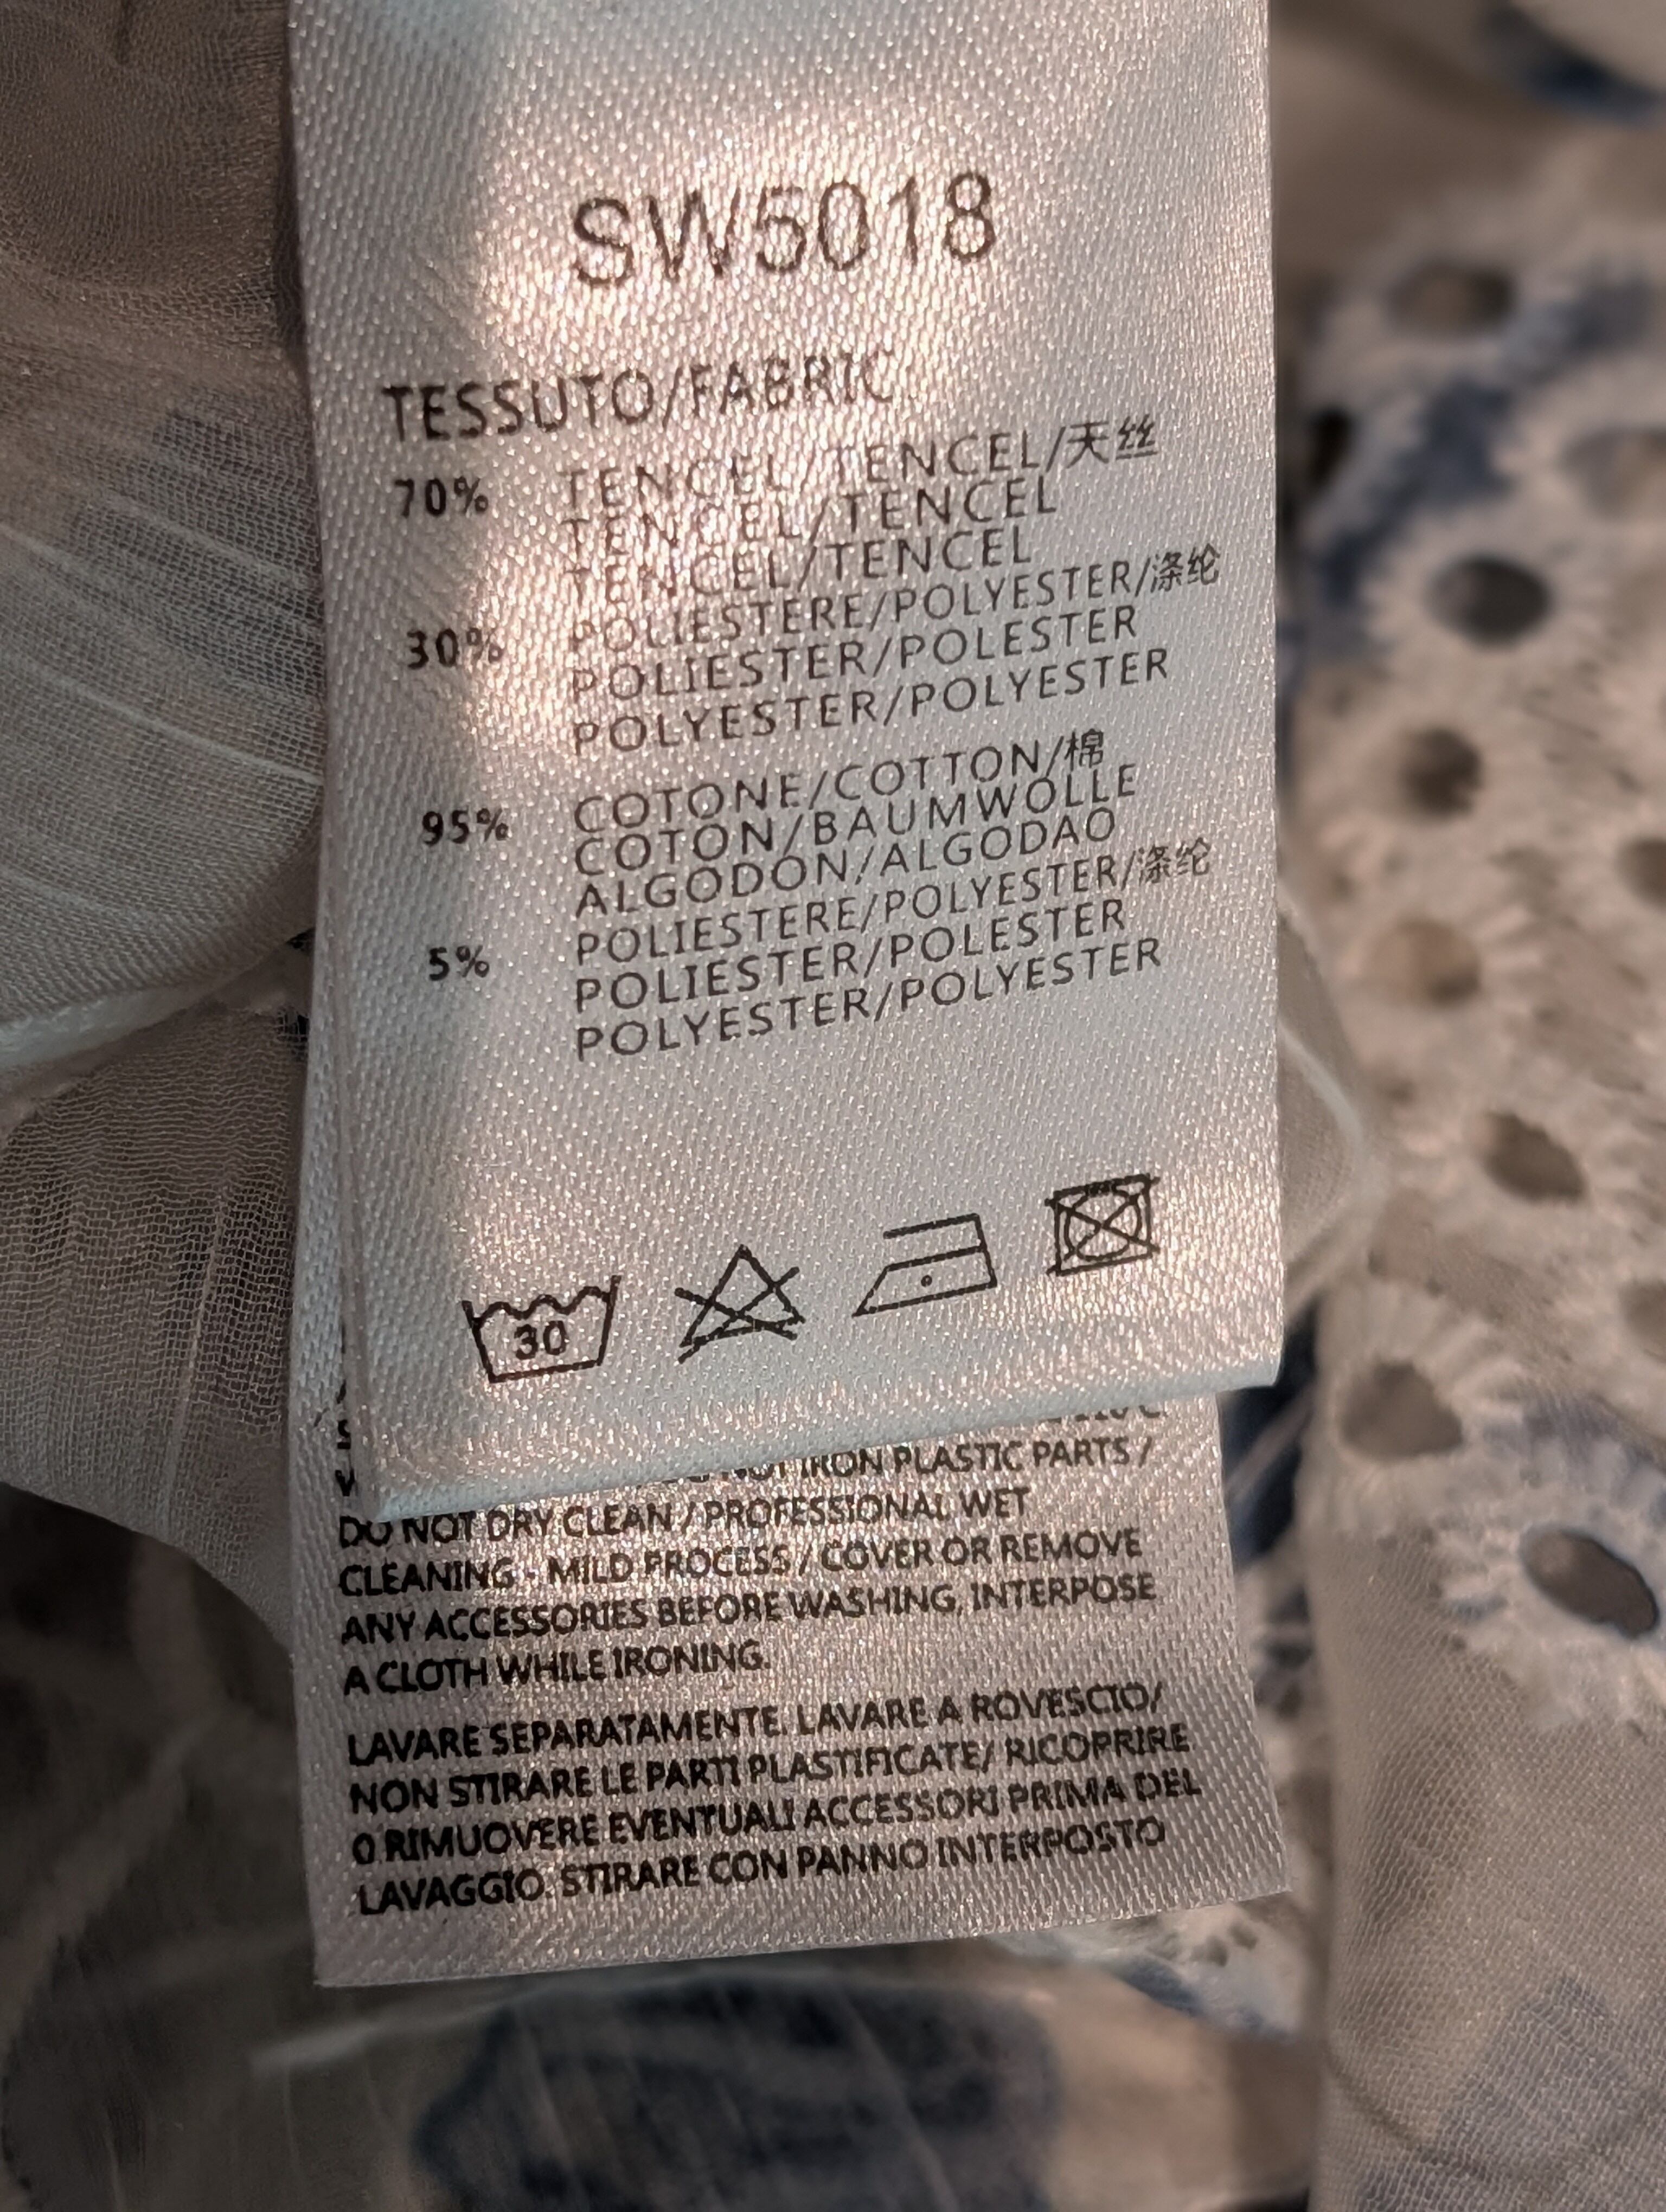 SW5018
TESSUTO/FABRIC
70% TENCEL/TENCEL/天丝
TENCEL/TENCEL
TENCEL/TENCEL
30% POLIESTERE/POLYESTER/涤纶
POLIESTER/POLESTER
POLYESTER/POLYESTER
95% COTONE/COTTON/棉
COTON/BAUMWOLLE
ALGODON/ALGODAO
5% POLIESTERE/POLYESTER/涤纶
POLIESTER/POLESTER
POLYESTER/POLYESTER
30
NOT IRON PLASTIC PARTS /
DO NOT DRY CLEAN / PROFESSIONAL WET
CLEANING - MILD PROCESS / COVER OR REMOVE
ANY ACCESSORIES BEFORE WASHING, INTERPOSE
A CLOTH WHILE IRONING.
LAVARE SEPARATAMENTE. LAVARE A ROVESCIO/
NON STIRARE LE PARTI PLASTIFICATE/ RICOPRIRE
O RIMUOVERE EVENTUALI ACCESSORI PRIMA DEL
LAVAGGIO. STIRARE CON PANNO INTERPOSTO